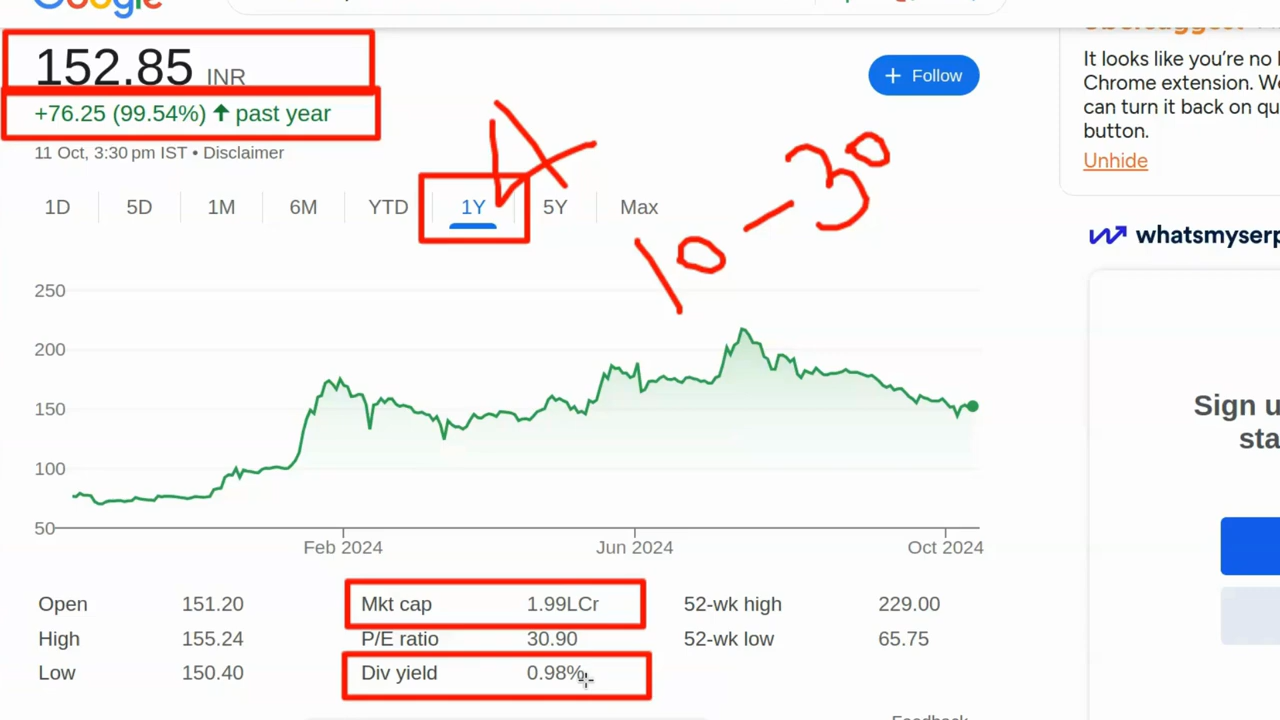 Google
152.85 INR
+76.25 (99.54%) ↑ past year
11 Oct, 3:30 pm IST • Disclaimer
+ Follow
1D 5D 1M 6M YTD 1Y 5Y Max
10 - 30
250
200
150
100
50
Feb 2024 Jun 2024 Oct 2024
Open 151.20 Mkt cap 1.99LCr 52-wk high 229.00
High 155.24 P/E ratio 30.90 52-wk low 65.75
Low 150.40 Div yield 0.98%
Feedback
It looks like you're no l
Chrome extension. We
can turn it back on qu
button.
Unhide
whatsmyserp
Sign u
sta